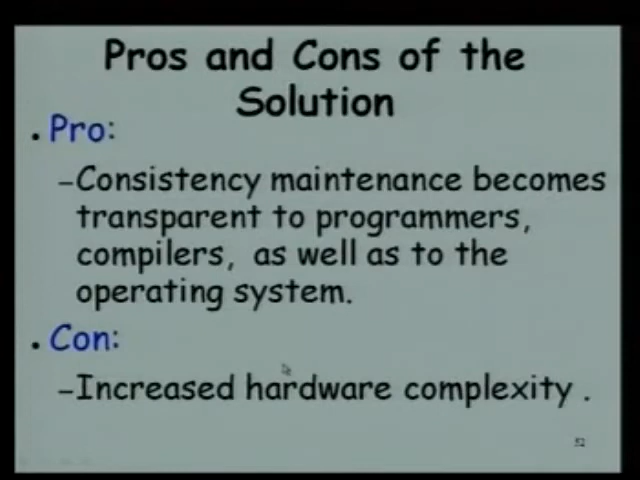 Pros and Cons of the
Solution
. Pro:
–Consistency maintenance becomes
transparent to programmers,
compilers, as well as to the
operating system.
. Con:
–Increased hardware complexity .
52